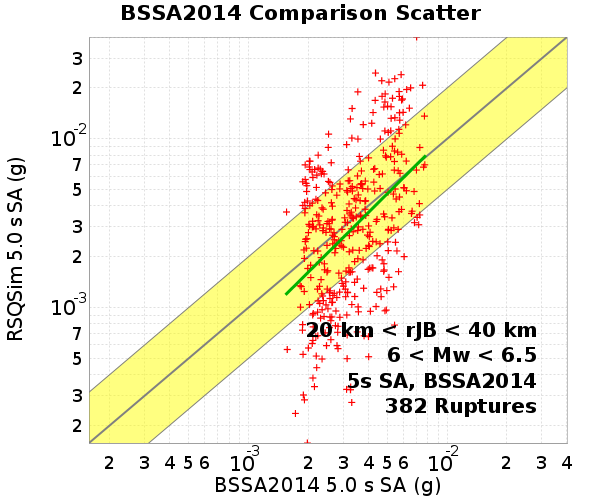 BSSA2014 Comparison Scatter
RSQSim 5.0 s SA (g)
3
2
10-2
7
5
3
2
10-3
7
5
3
2
20 km < rJB < 40 km
6 < Mw < 6.5
5s SA, BSSA2014
382 Ruptures
2 3 4 5 6 10-3 2 3 4 5 6 10-2 2 3 4
BSSA2014 5.0 s SA (g)